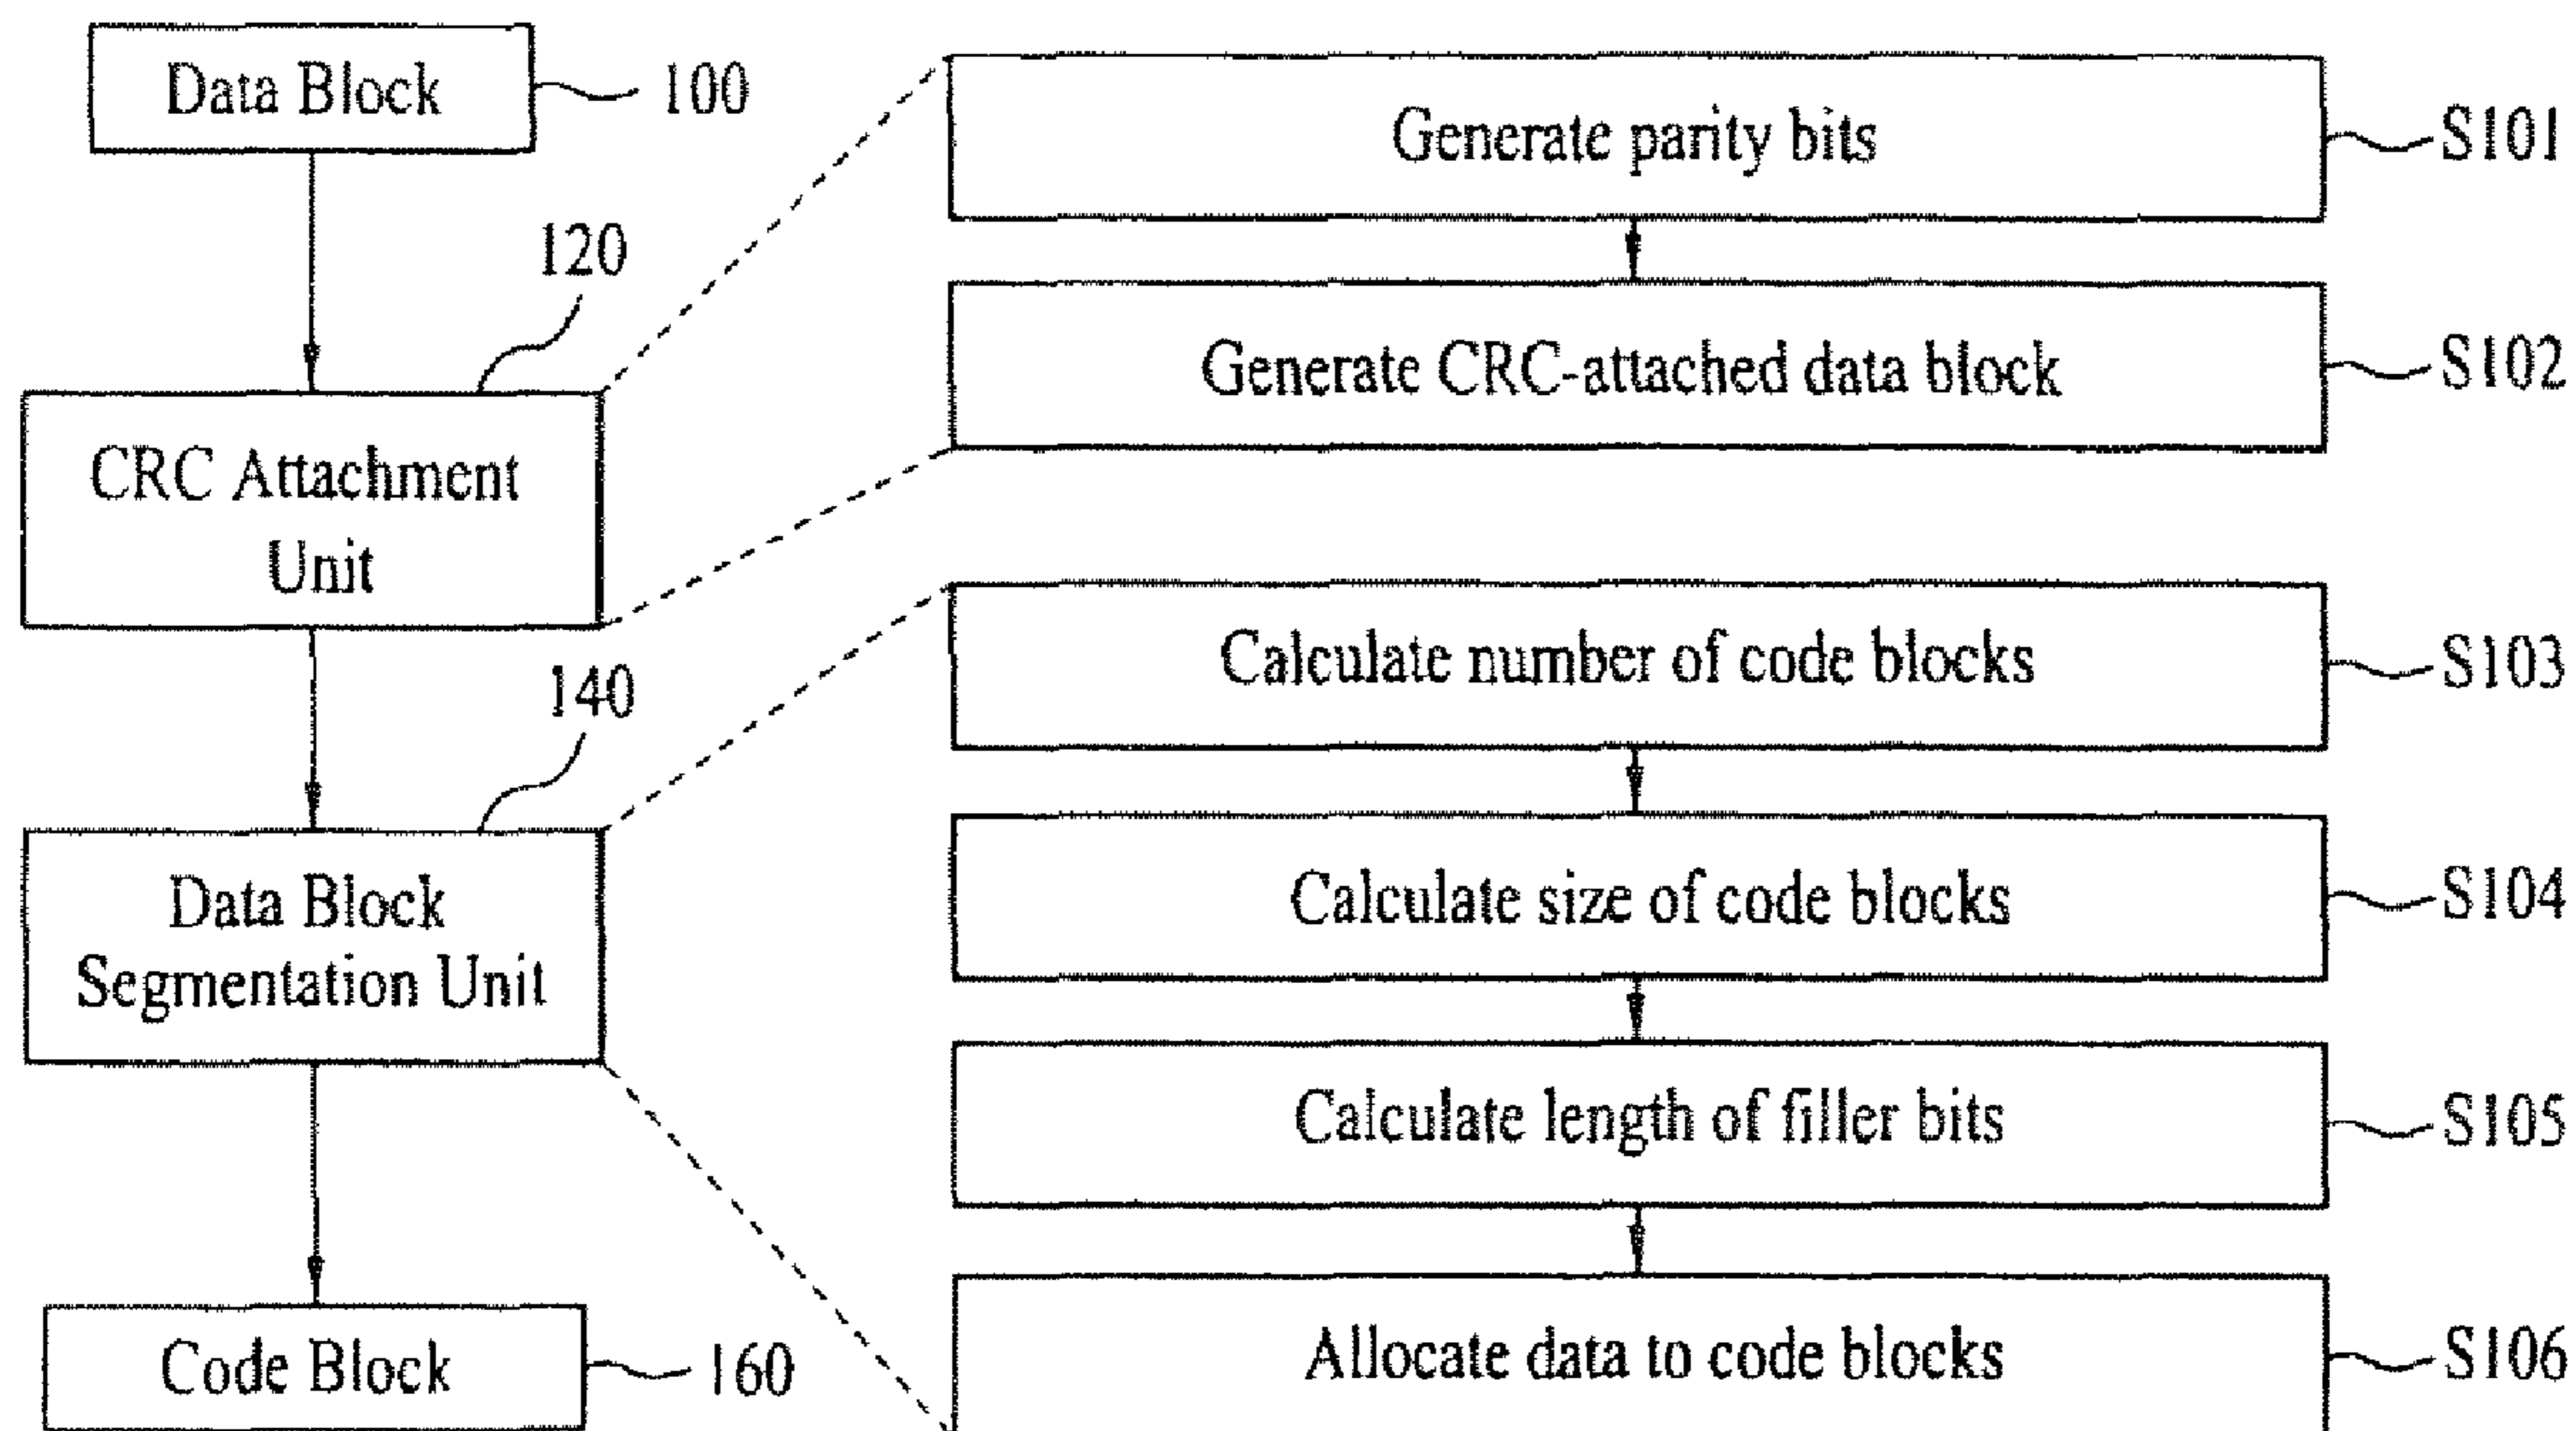 Data Block
100
120
CRC Attachment
Unit
140
Data Block
Segmentation Unit
Code Block
160
Generate parity bits
S101
Generate CRC-attached data block
S102
Calculate number of code blocks
S103
Calculate size of code blocks
S104
Calculate length of filler bits
S105
Allocate data to code blocks
S106